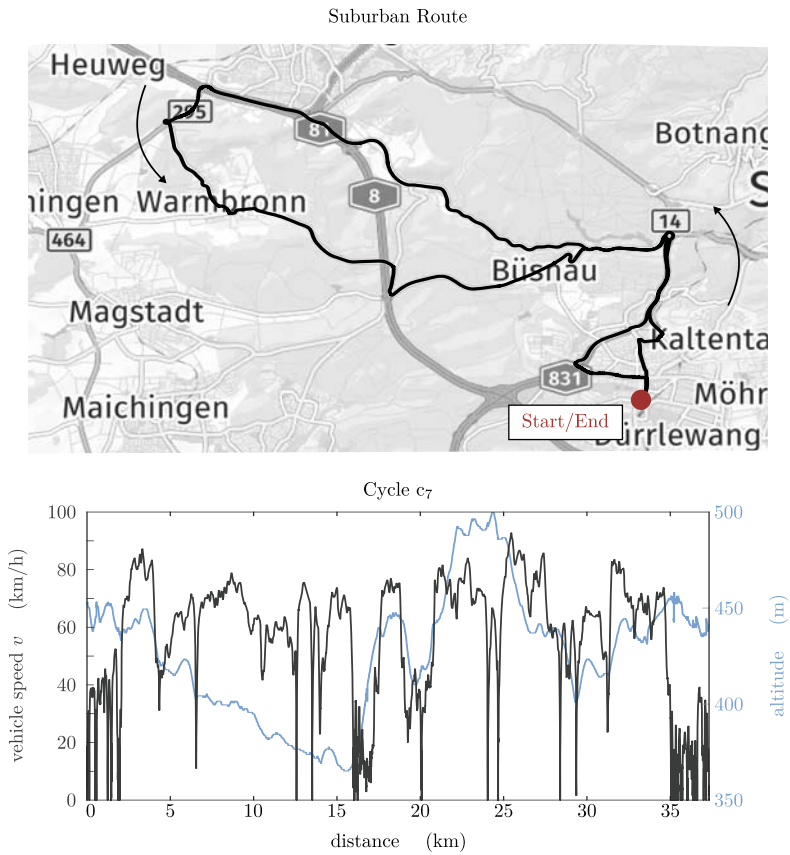 Suburban Route
Heuweg
295
81
Botnang
S
ningen Warmbronn
8
14
464
Büsnau
Magstadt
Kaltenta
831
Möhr
Maichingen
Start/End
Dürrlewang
Cycle c₇
100 500
80
450
60
40 400
20
0 350
0 5 10 15 20 25 30 35
vehicle speed v (km/h)
altitude (m)
distance (km)